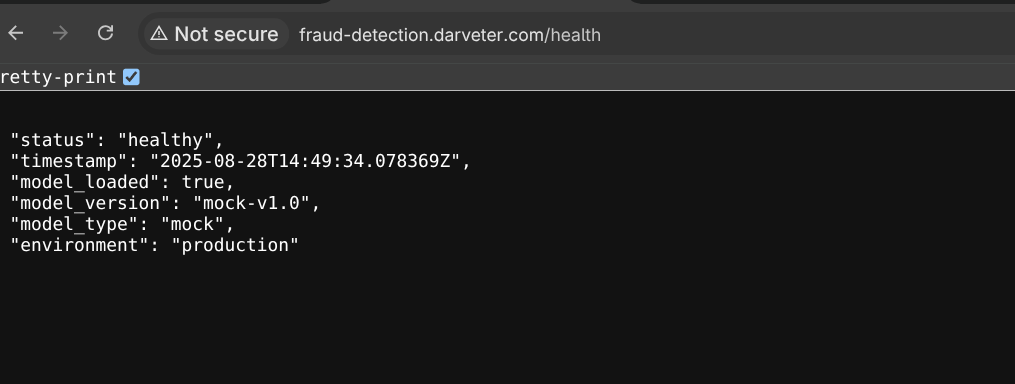 Not secure fraud-detection.darveter.com/health
retty-print
"status": "healthy",
"timestamp": "2025-08-28T14:49:34.078369Z",
"model_loaded": true,
"model_version": "mock-v1.0",
"model_type": "mock",
"environment": "production"